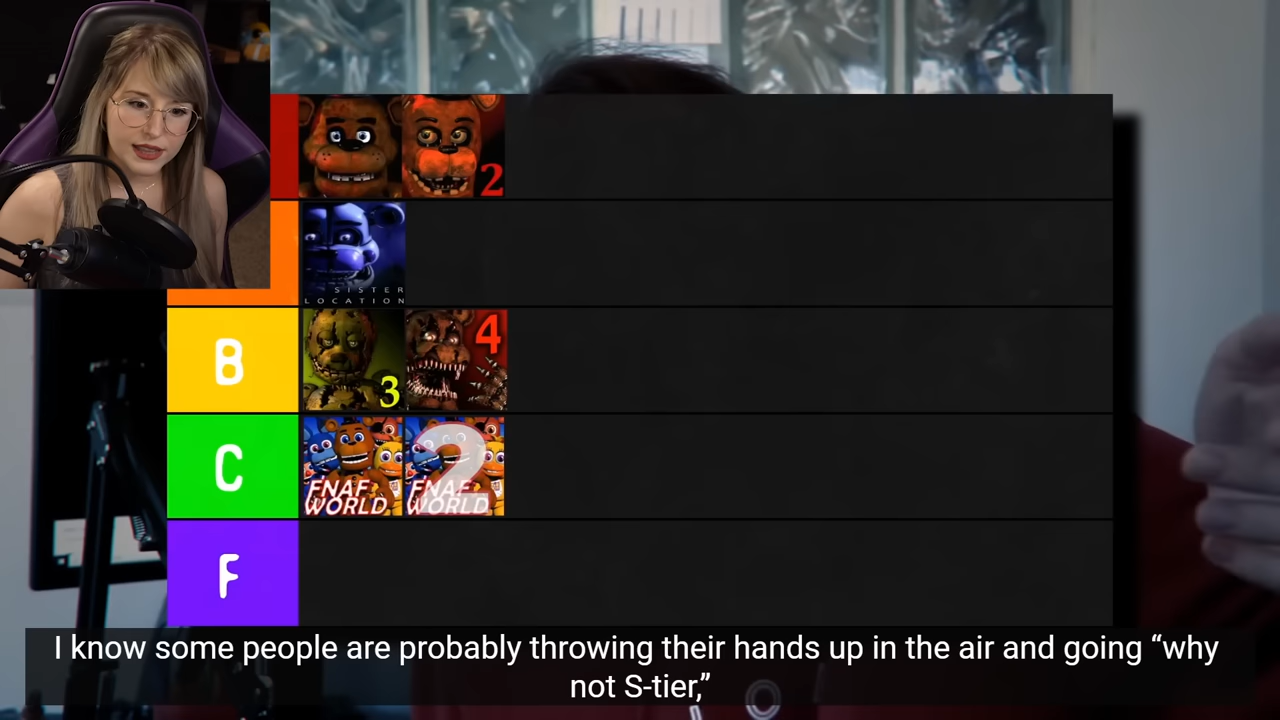 2
SISTER
LOCATION
B
3
4
C
FNAF
WORLD
2
FNAF
WORLD
F
I know some people are probably throwing their hands up in the air and going “why
not S-tier,”